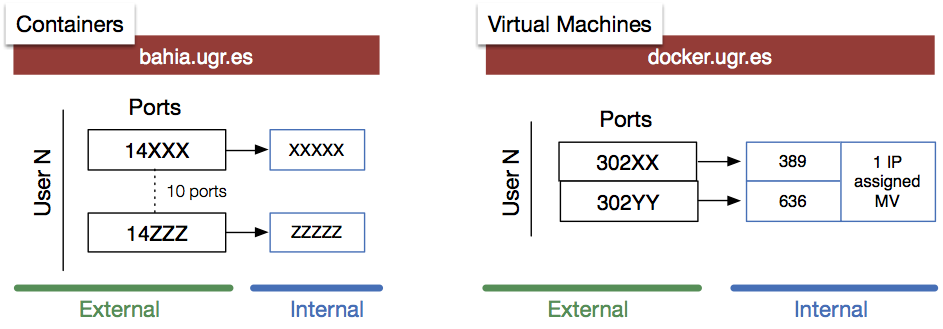 Containers
bahia.ugr.es
Ports
User N
14XXX
XXXXX
10 ports
14ZZZ
ZZZZZ
External
Internal
Virtual Machines
docker.ugr.es
Ports
User N
302XX
389
302YY
636
1 IP
assigned
MV
External
Internal